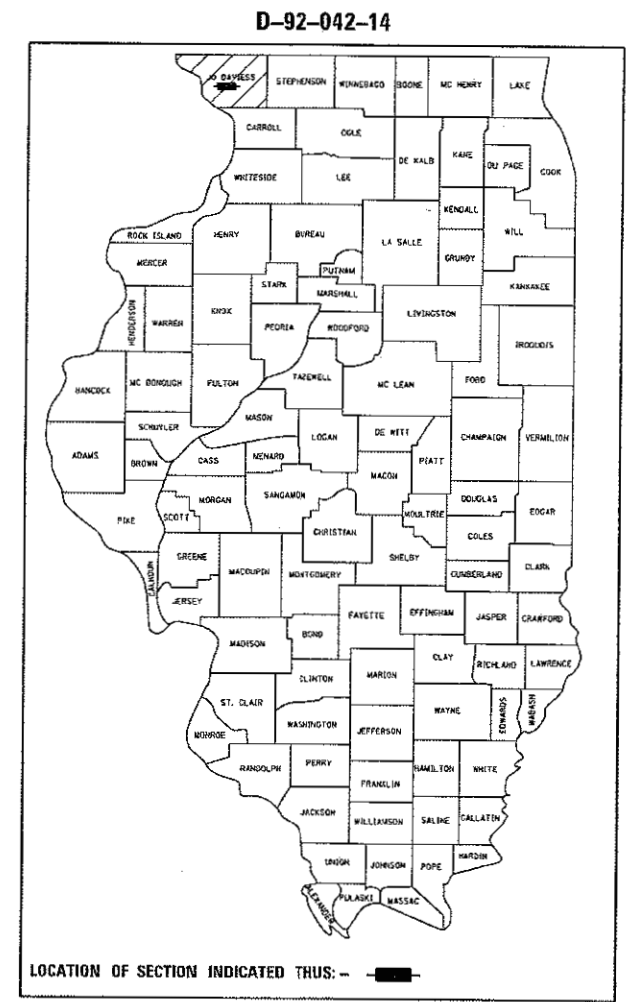 D-92-042-14
JO DAVIESS STEPHENSON WINNEBAGO BOONE MC HENRY LAKE
CARROLL OGLE
DE KALB KANE DU PAGE COOK
WHITESIDE LEE
KENDALL
ROCK ISLAND HENRY BUREAU LA SALLE WILL
MERCER PUTNAM GRUNDY
STARK MARSHALL KANKAKEE
HENDERSON WARREN KNOX PEORIA WOODFORD LIVINGSTON
IROQUOIS
HANCOCK MC DONOUGH FULTON TAZEWELL MC LEAN FORD
MASON
SCHUYLER LOGAN DE WITT CHAMPAIGN VERMILION
ADAMS BROWN CASS MENARD PIATT
MACON
MORGAN SANGAMON DOUGLAS
PIKE SCOTT CHRISTIAN MOULTRIE EDGAR
COLES
GREENE SHELBY
CALHOUN MACOUPIN MONTGOMERY CUMBERLAND CLARK
JERSEY
FAYETTE EFFINGHAM JASPER CRAWFORD
MADISON BOND
CLAY RICHLAND LAWRENCE
CLINTON MARION
ST. CLAIR WAYNE EDWARDS WABASH
WASHINGTON JEFFERSON
MONROE
RANDOLPH PERRY HAMILTON WHITE
FRANKLIN
JACKSON WILLIAMSON SALINE GALLATIN
UNION JOHNSON POPE HARDIN
ALEXANDER PULASKI MASSAC
LOCATION OF SECTION INDICATED THUS: -